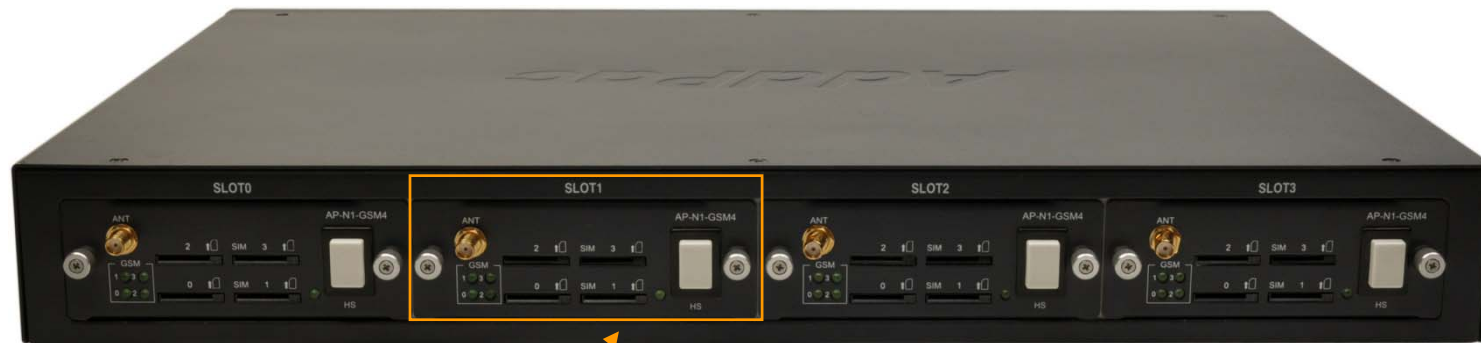 AddPac
SLOT0 SLOT1 SLOT2 SLOT3
ANT AP-N1-GSM4 ANT AP-N1-GSM4 ANT AP-N1-GSM4 ANT AP-N1-GSM4
2 SIM 3 2 SIM 3 2 SIM 3 2 SIM 3
GSM GSM GSM GSM
1 3 1 3 1 3 1 3
0 2 0 SIM 1 0 2 0 SIM 1 0 2 0 SIM 1 0 2 0 SIM 1
HS HS HS HS